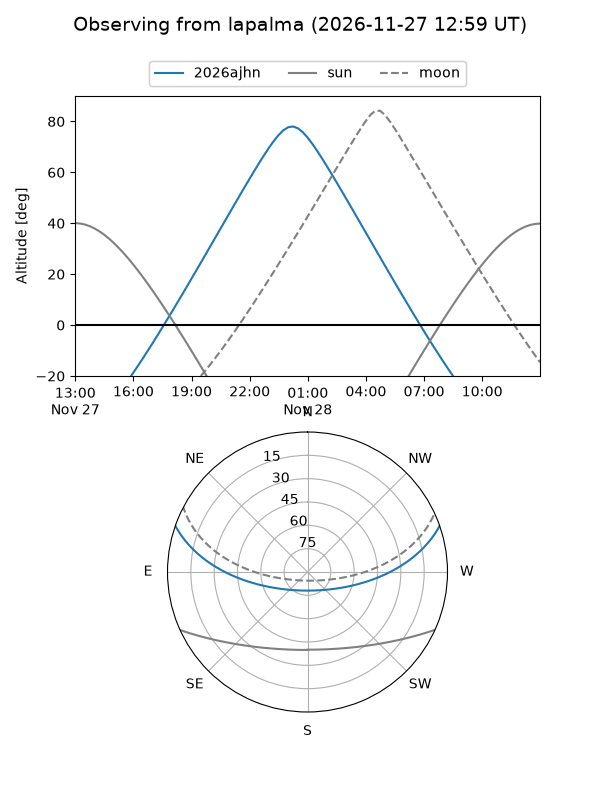 Observing from lapalma (2026-11-27 12:59 UT)
2026ajhn sun moon
Altitude [deg]
80
60
40
20
0
−20
13:00 16:00 19:00 22:00 01:00 04:00 07:00 10:00
Nov 27 Nov 28
N
NE NW
15
30
45
60
75
E W
SE SW
S